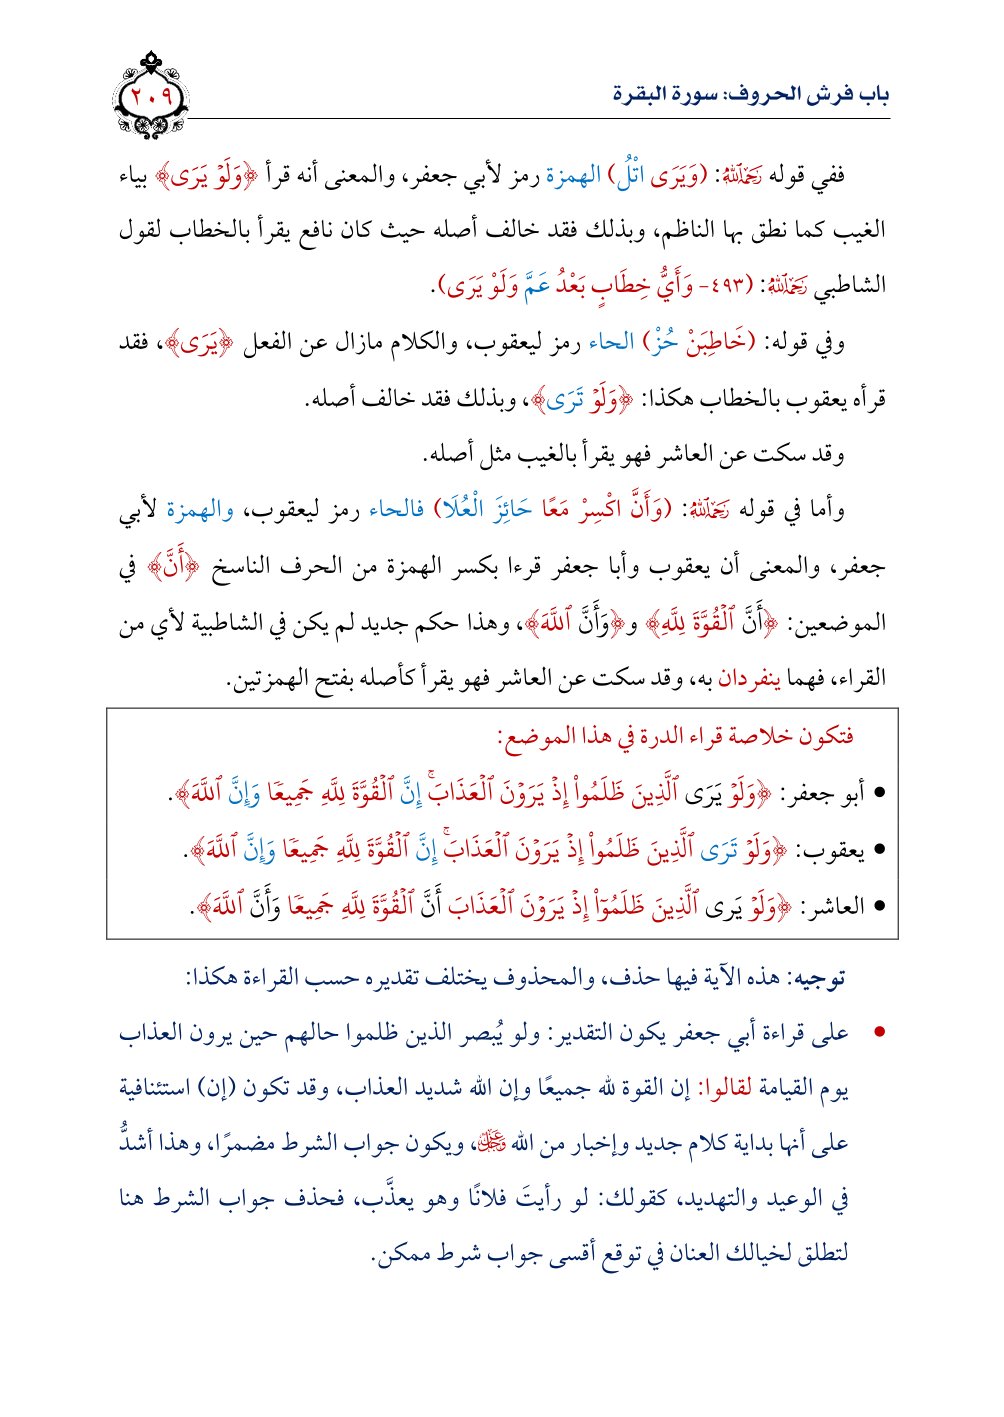 باب فرش الحروف: سورة البقرة
٢٠٩
ففي قوله رَحِمَهُ ٱللَّهُ: (وَيَرَى اتْلُ) الهمزة رمز لأبي جعفر، والمعنى أنه قرأ ﴿وَلَوْ يَرَى﴾ بياء
الغيب كما نطق بها الناظم، وبذلك فقد خالف أصله حيث كان نافع يقرأ بالخطاب لقول
الشاطبي رَحِمَهُ ٱللَّهُ: (٤٩٣- وَأَيُّ خِطَابٍ بَعْدُ عَمَّ وَلَوْ يَرَى).
وفي قوله: (خَاطِبَنْ حُزْ) الحاء رمز ليعقوب، والكلام مازال عن الفعل ﴿يَرَى﴾، فقد
قرأه يعقوب بالخطاب هكذا: ﴿وَلَوْ تَرَى﴾، وبذلك فقد خالف أصله.
وقد سكت عن العاشر فهو يقرأ بالغيب مثل أصله.
وأما في قوله رَحِمَهُ ٱللَّهُ: (وَأَنَّ اكْسِرْ مَعًا حَائِزَ الْعُلَا) فالحاء رمز ليعقوب، والهمزة لأبي
جعفر، والمعنى أن يعقوب وأبا جعفر قرءا بكسر الهمزة من الحرف الناسخ ﴿أَنَّ﴾ في
الموضعين: ﴿أَنَّ ٱلْقُوَّةَ لِلَّهِ﴾ و﴿وَأَنَّ ٱللَّهَ﴾، وهذا حكم جديد لم يكن في الشاطبية لأي من
القراء، فهما ينفردان به، وقد سكت عن العاشر فهو يقرأ كأصله بفتح الهمزتين.
فتكون خلاصة قراء الدرة في هذا الموضع:
● أبو جعفر: ﴿وَلَوْ يَرَى ٱلَّذِينَ ظَلَمُواْ إِذْ يَرَوْنَ ٱلْعَذَابَ ۚ إِنَّ ٱلْقُوَّةَ لِلَّهِ جَمِيعًا وَإِنَّ ٱللَّهَ﴾.
● يعقوب: ﴿وَلَوْ تَرَى ٱلَّذِينَ ظَلَمُواْ إِذْ يَرَوْنَ ٱلْعَذَابَ ۚ إِنَّ ٱلْقُوَّةَ لِلَّهِ جَمِيعًا وَإِنَّ ٱللَّهَ﴾.
● العاشر: ﴿وَلَوْ يَرى ٱلَّذِينَ ظَلَمُوٓاْ إِذْ يَرَوْنَ ٱلْعَذَابَ أَنَّ ٱلْقُوَّةَ لِلَّهِ جَمِيعًا وَأَنَّ ٱللَّهَ﴾.
توجيه: هذه الآية فيها حذف، والمحذوف يختلف تقديره حسب القراءة هكذا:
● على قراءة أبي جعفر يكون التقدير: ولو يُبصر الذين ظلموا حالهم حين يرون العذاب
يوم القيامة لقالوا: إن القوة لله جميعًا وإن الله شديد العذاب، وقد تكون (إن) استئنافية
على أنها بداية كلام جديد وإخبار من الله عَزَّوَجَلَّ، ويكون جواب الشرط مضمرًا، وهذا أشدُّ
في الوعيد والتهديد، كقولك: لو رأيتَ فلانًا وهو يعذَّب، فحذف جواب الشرط هنا
لتطلق لخيالك العنان في توقع أقسى جواب شرط ممكن.